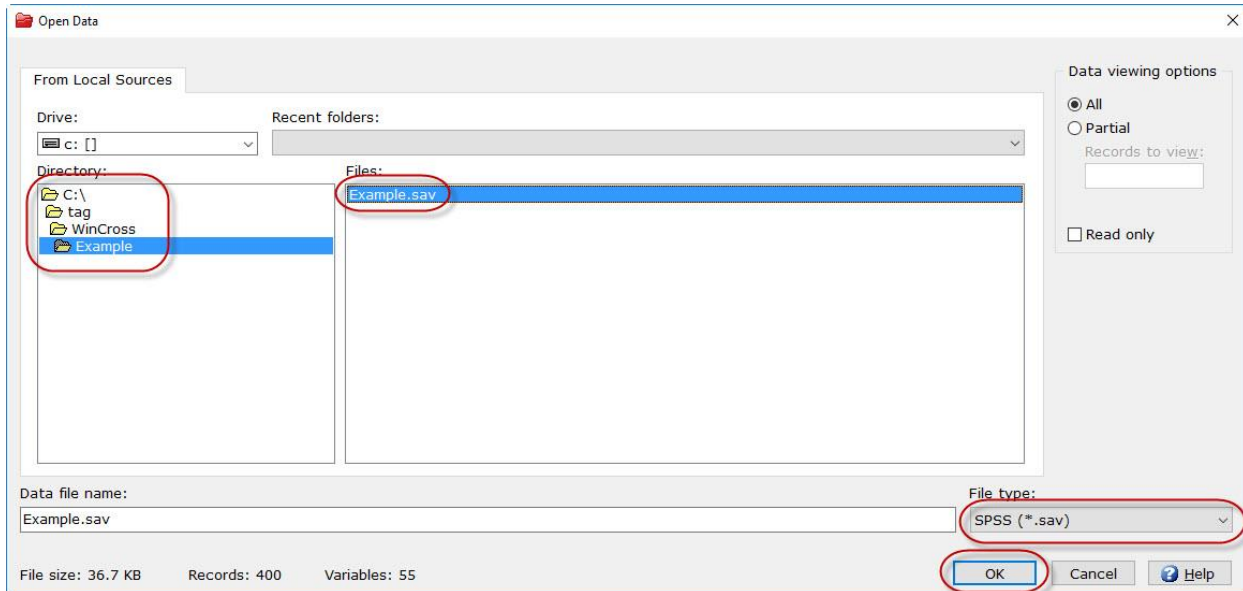 Open Data
From Local Sources
Drive:
c: []
Recent folders:
Directory:
C:\
tag
WinCross
Example
Files:
Example.sav
Data viewing options
All
Partial
Records to view:
Read only
Data file name:
Example.sav
File type:
SPSS (*.sav)
File size: 36.7 KB Records: 400 Variables: 55
OK Cancel Help